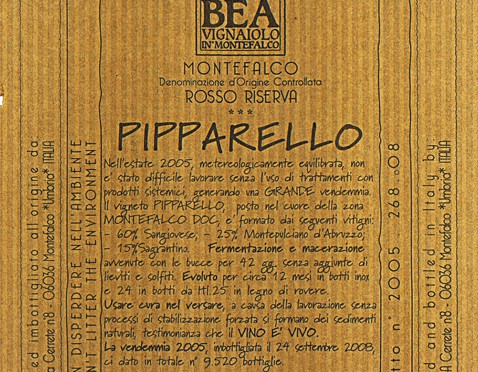 BEA
VIGNAIOLO
IN*MONTEFALCO
MONTEFALCO
Denominazione d'Origine Controllata
ROSSO RISERVA
***
PIPPARELLO
Nell'estate 2005, metereologicamente equilibrata, non
e' stato difficile lavorare senza l'uso di trattamenti con
prodotti sistemici, generando una GRANDE vendemmia.
Il vigneto PIPPARELLO, posto nel cuore della zona
MONTEFALCO DOC, e' formato dai seguenti vitigni:
- 60% Sangiovese, - 25% Montepulciano d'Abruzzo,
- 15%Sagrantino. Fermentazione e macerazione
avvenute con le bucce per 42 gg. senza aggiunte di
lieviti e solfiti. Evoluto per circa 12 mesi in botti inox
e 24 in botti da Hl.25 in legno di rovere.
Usare cura nel versare, a causa della lavorazione senza
processi di stabilizzazione forzata si formano dei sedimenti
naturali, testimonianza che il VINO E' VIVO.
La vendemmia 2005, imbottigliata il 24 settembre 2008,
ci dato in totale n° 9.520 bottiglie.
ed imbottigliato all'origine da:
Cerrete n8 - 06036 Montefalco *Umbria* ITALIA
DISPERDERE NELL'AMBIENTE
LITTER THE ENVIRONMENT
tto n° 2005 268.08
d and bottled in Italy by:
A Cerrete n8 - 06036 Montefalco *Umbria* ITALIA